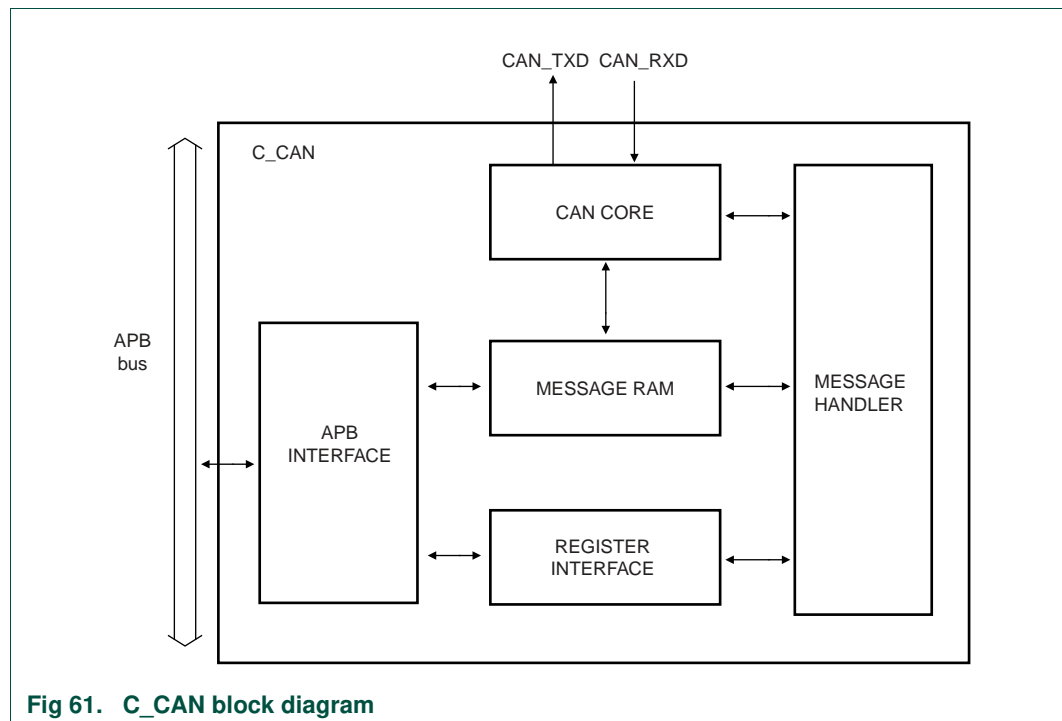 CAN_TXD CAN_RXD
C_CAN
CAN CORE
APB
bus
APB
INTERFACE
MESSAGE RAM
MESSAGE
HANDLER
REGISTER
INTERFACE
Fig 61. C_CAN block diagram